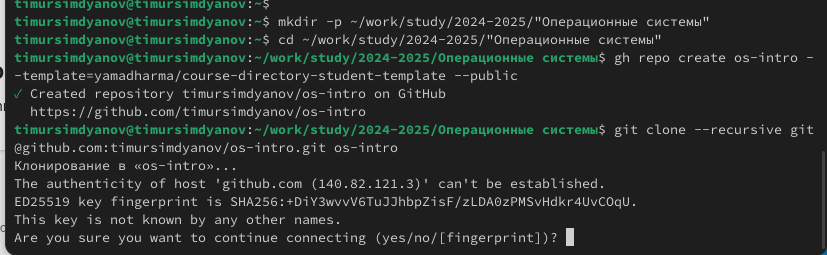 timursimdyanov@timursimdyanov:~$
timursimdyanov@timursimdyanov:~$ mkdir -p ~/work/study/2024-2025/"Операционные системы"
timursimdyanov@timursimdyanov:~$ cd ~/work/study/2024-2025/"Операционные системы"
timursimdyanov@timursimdyanov:~/work/study/2024-2025/Операционные системы$ gh repo create os-intro -
-template=yamadharma/course-directory-student-template --public
✓ Created repository timursimdyanov/os-intro on GitHub
https://github.com/timursimdyanov/os-intro
timursimdyanov@timursimdyanov:~/work/study/2024-2025/Операционные системы$ git clone --recursive git
@github.com:timursimdyanov/os-intro.git os-intro
Клонирование в «os-intro»...
The authenticity of host 'github.com (140.82.121.3)' can't be established.
ED25519 key fingerprint is SHA256:+DiY3wvvV6TuJJhbpZisF/zLDA0zPMSvHdkr4UvCOqU.
This key is not known by any other names.
Are you sure you want to continue connecting (yes/no/[fingerprint])?